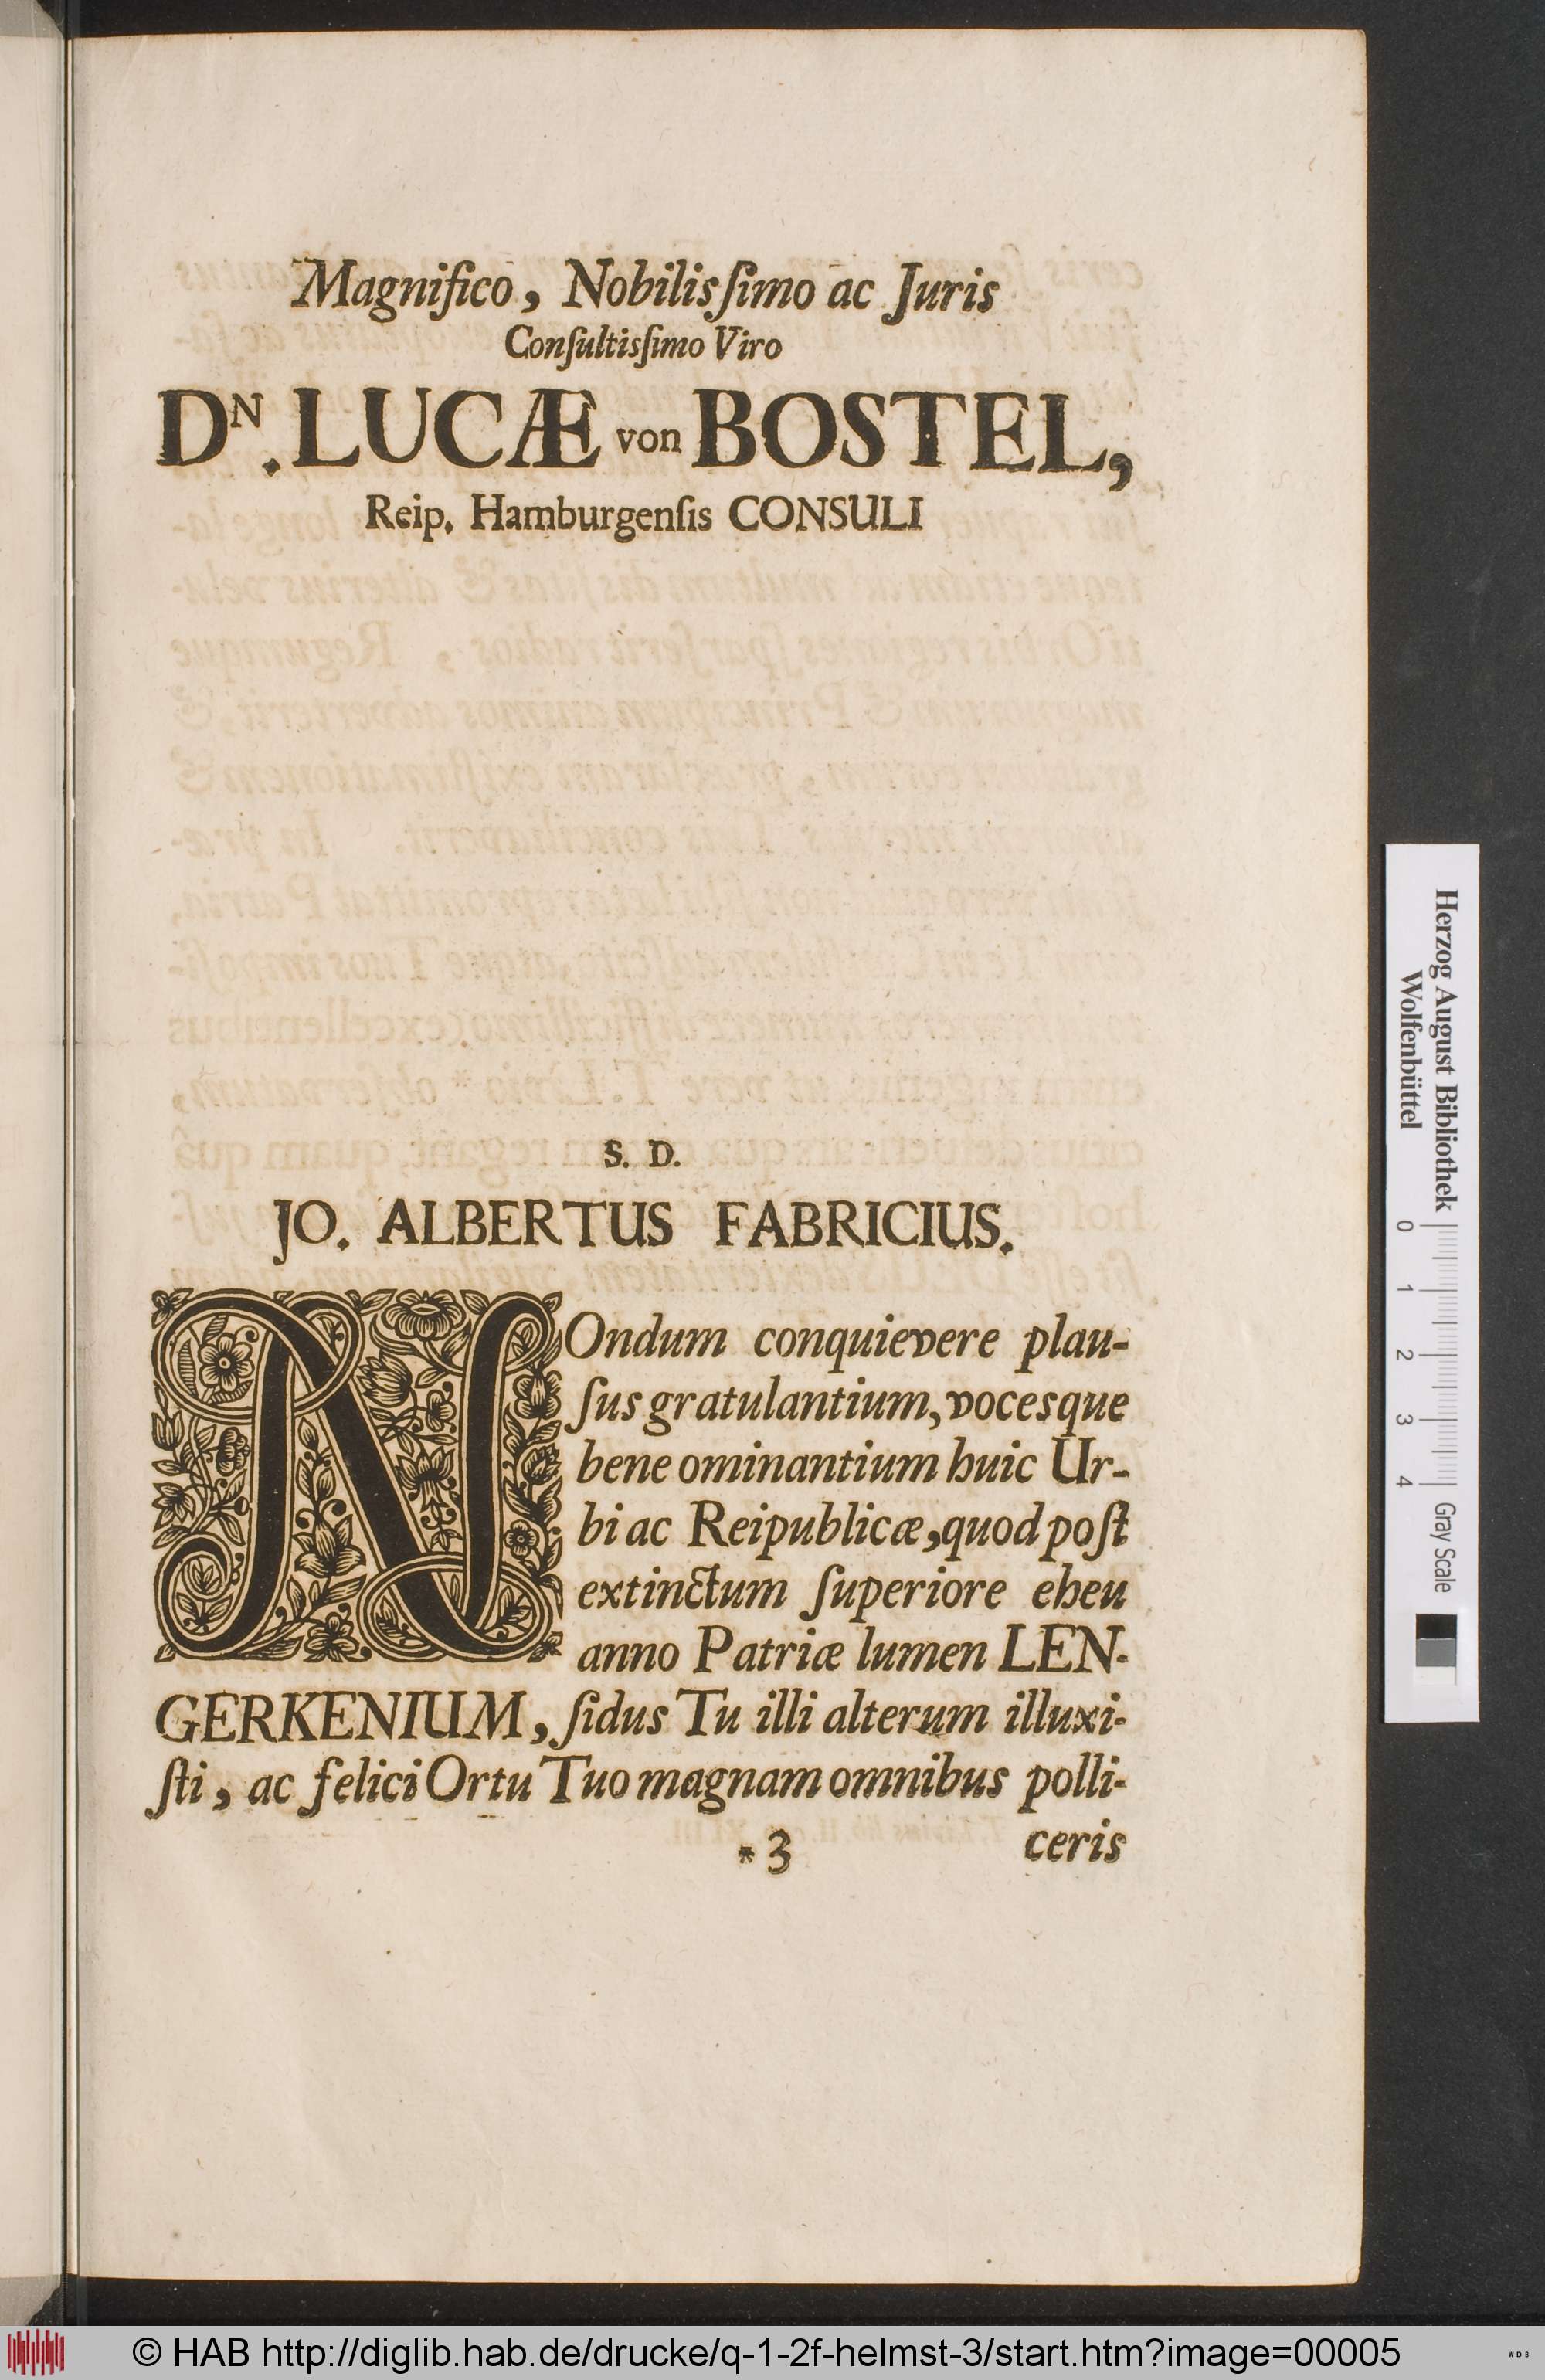 Magnifico, Nobilisſimo ac Juris
Conſultisſimo Viro
DN. LUCÆ von BOSTEL,
Reip. Hamburgenſis CONSULI
S. D.
JO. ALBERTUS FABRICIUS.
NOndum conquievere plau-
ſus gratulantium, vocesque
bene ominantium huic Ur-
bi ac Reipublicæ, quod poſt
extinctum ſuperiore eheu
anno Patriæ lumen LEN-
GERKENIUM, ſidus Tu illi alterum illuxi-
ſti, ac felici Ortu Tuo magnam omnibus polli-
*3 ceris
Herzog August Bibliothek
Wolfenbüttel
0 1 2 3 4
Gray Scale
© HAB http://diglib.hab.de/drucke/q-1-2f-helmst-3/start.htm?image=00005